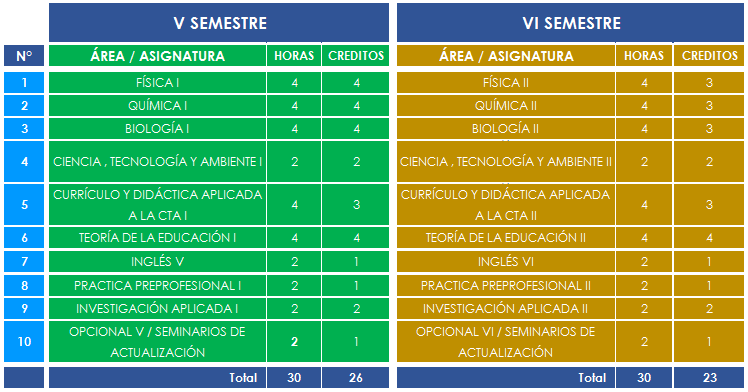 V SEMESTRE VI SEMESTRE
N° ÁREA / ASIGNATURA HORAS CREDITOS ÁREA / ASIGNATURA HORAS CREDITOS
1 FÍSICA I 4 4 FÍSICA II 4 3
2 QUÍMICA I 4 4 QUÍMICA II 4 3
3 BIOLOGÍA I 4 4 BIOLOGÍA II 4 3
4 CIENCIA , TECNOLOGÍA Y AMBIENTE I 2 2 CIENCIA , TECNOLOGÍA Y AMBIENTE II 2 2
5 CURRÍCULO Y DIDÁCTICA APLICADA A LA CTA I 4 3 CURRÍCULO Y DIDÁCTICA APLICADA A LA CTA II 4 3
6 TEORÍA DE LA EDUCACIÓN I 4 4 TEORÍA DE LA EDUCACIÓN II 4 4
7 INGLÉS V 2 1 INGLÉS VI 2 1
8 PRACTICA PREPROFESIONAL I 2 1 PRACTICA PREPROFESIONAL II 2 1
9 INVESTIGACIÓN APLICADA I 2 2 INVESTIGACIÓN APLICADA II 2 2
10 OPCIONAL V / SEMINARIOS DE ACTUALIZACIÓN 2 1 OPCIONAL VI / SEMINARIOS DE ACTUALIZACIÓN 2 1
Total 30 26 Total 30 23